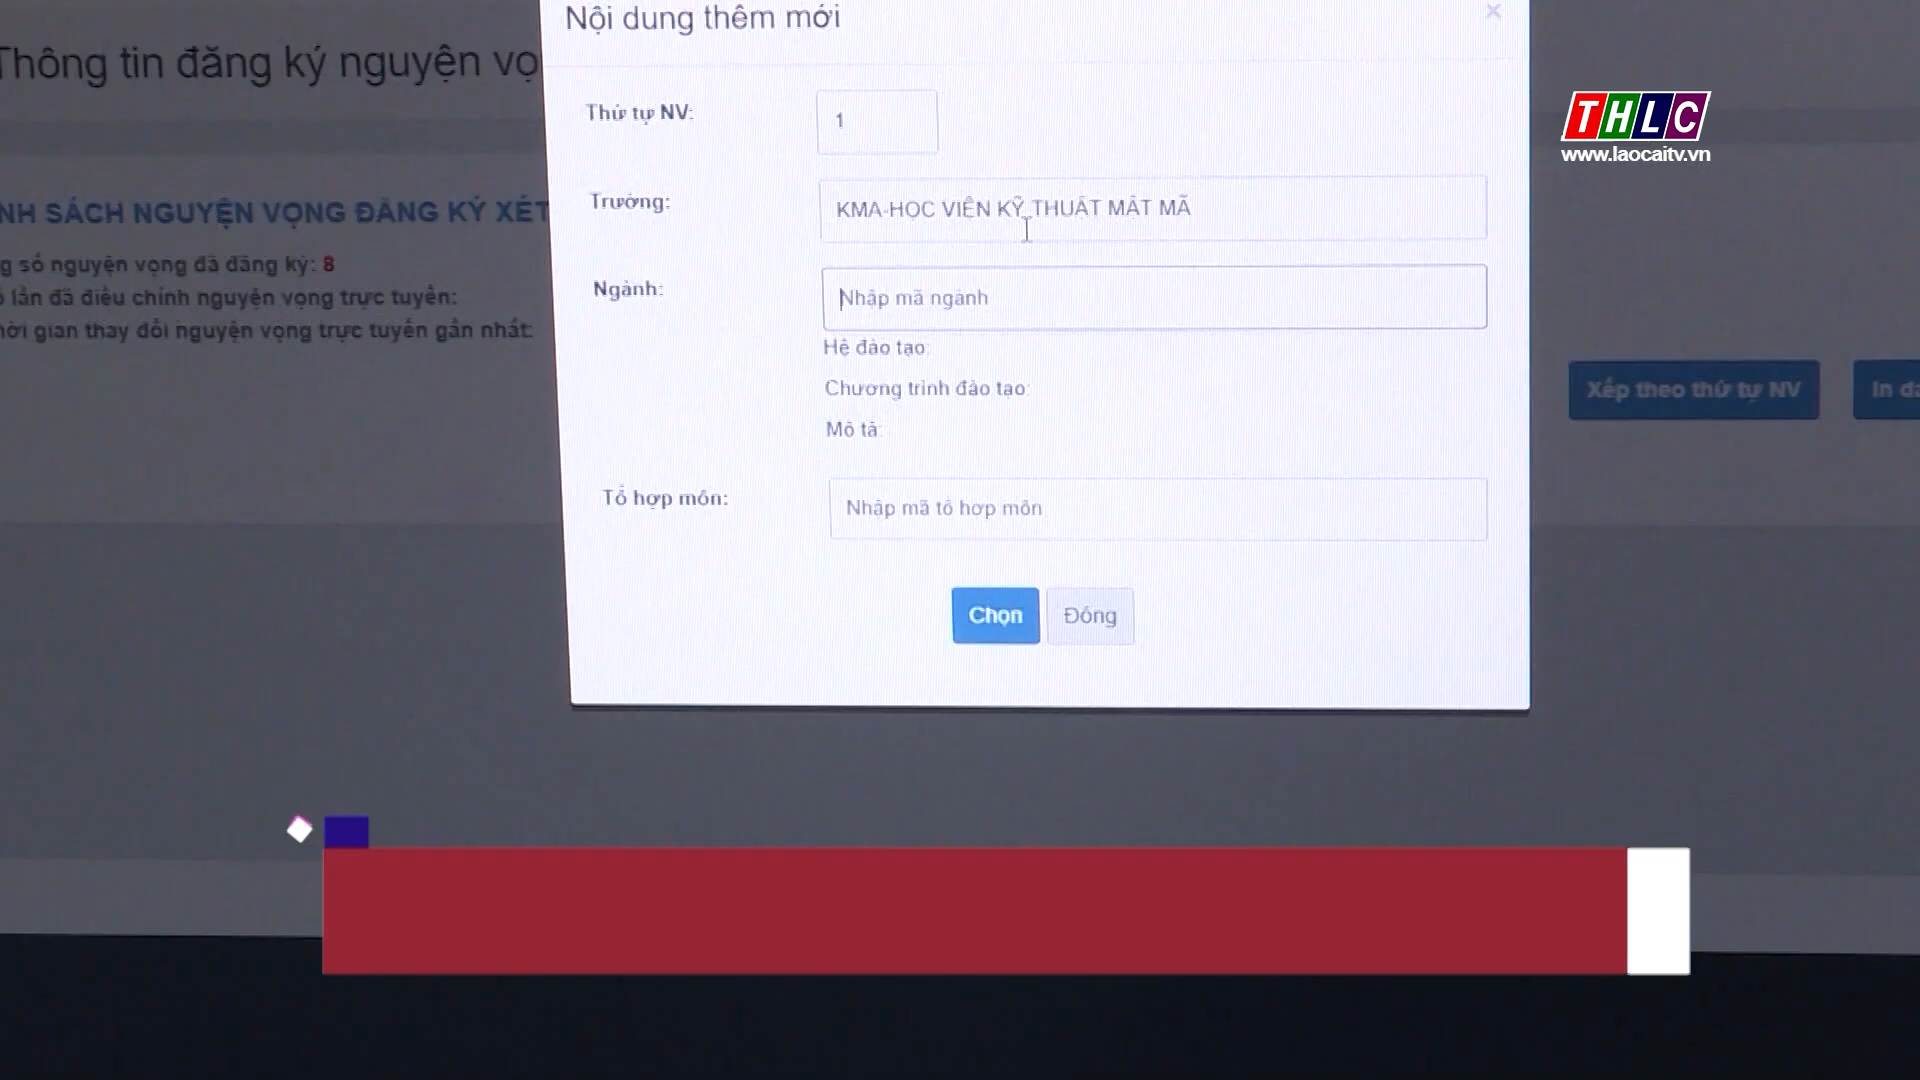 Nội dung thêm mới
×
Thông tin đăng ký nguyện vọ
THLC
www.laocaitv.vn
Thứ tự NV:
1
Trường:
KMA-HỌC VIỆN KỸ THUẬT MẬT MÃ
NH SÁCH NGUYỆN VỌNG ĐĂNG KÝ XÉT
g số nguyện vọng đã đăng ký: 8
ố lần đã điều chỉnh nguyện vọng trực tuyến:
hời gian thay đổi nguyện vọng trực tuyến gần nhất:
Ngành:
Nhập mã ngành
Hệ đào tạo:
Chương trình đào tạo:
Mô tả:
Xếp theo thứ tự NV
In da
Tổ hợp môn:
Nhập mã tổ hợp môn
Chọn
Đóng